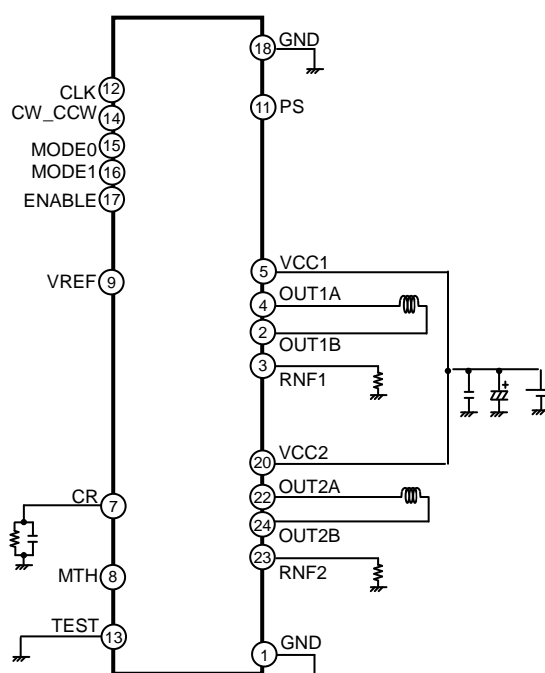 18 GND
12 CLK
11 PS
14 CW_CCW
15 MODE0
16 MODE1
17 ENABLE
5 VCC1
9 VREF
4 OUT1A
2 OUT1B
3 RNF1
+
20 VCC2
22 OUT2A
7 CR
24 OUT2B
23 RNF2
8 MTH
13 TEST
1 GND